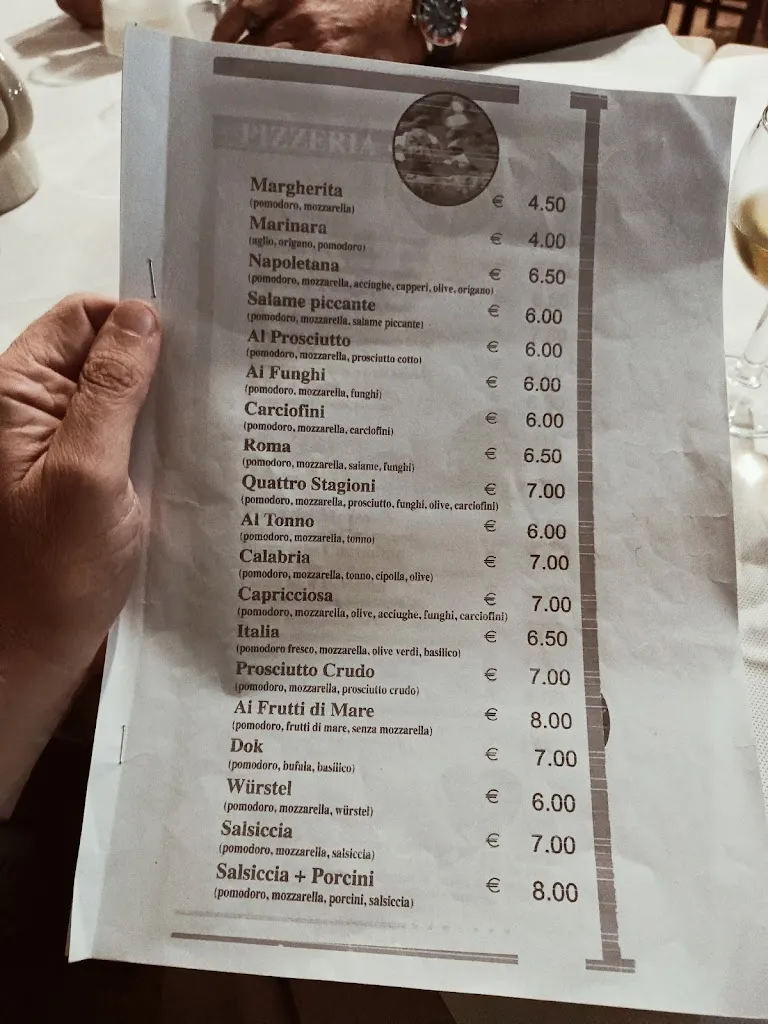 PIZZERIA
Margherita € 4.50
(pomodoro, mozzarella)
Marinara € 4.00
(aglio, origano, pomodoro)
Napoletana € 6.50
(pomodoro, mozzarella, acciughe, capperi, olive, origano)
Salame piccante € 6.00
(pomodoro, mozzarella, salame piccante)
Al Prosciutto € 6.00
(pomodoro, mozzarella, prosciutto cotto)
Ai Funghi € 6.00
(pomodoro, mozzarella, funghi)
Carciofini € 6.00
(pomodoro, mozzarella, carciofini)
Roma € 6.50
(pomodoro, mozzarella, salame, funghi)
Quattro Stagioni € 7.00
(pomodoro, mozzarella, prosciutto, funghi, olive, carciofini)
Al Tonno € 6.00
(pomodoro, mozzarella, tonno)
Calabria € 7.00
(pomodoro, mozzarella, tonno, cipolla, olive)
Capricciosa € 7.00
(pomodoro, mozzarella, olive, acciughe, funghi, carciofini)
Italia € 6.50
(pomodoro fresco, mozzarella, olive verdi, basilico)
Prosciutto Crudo € 7.00
(pomodoro, mozzarella, prosciutto crudo)
Ai Frutti di Mare € 8.00
(pomodoro, frutti di mare, senza mozzarella)
Dok € 7.00
(pomodoro, bufala, basilico)
Würstel € 6.00
(pomodoro, mozzarella, würstel)
Salsiccia € 7.00
(pomodoro, mozzarella, salsiccia)
Salsiccia + Porcini € 8.00
(pomodoro, mozzarella, porcini, salsiccia)